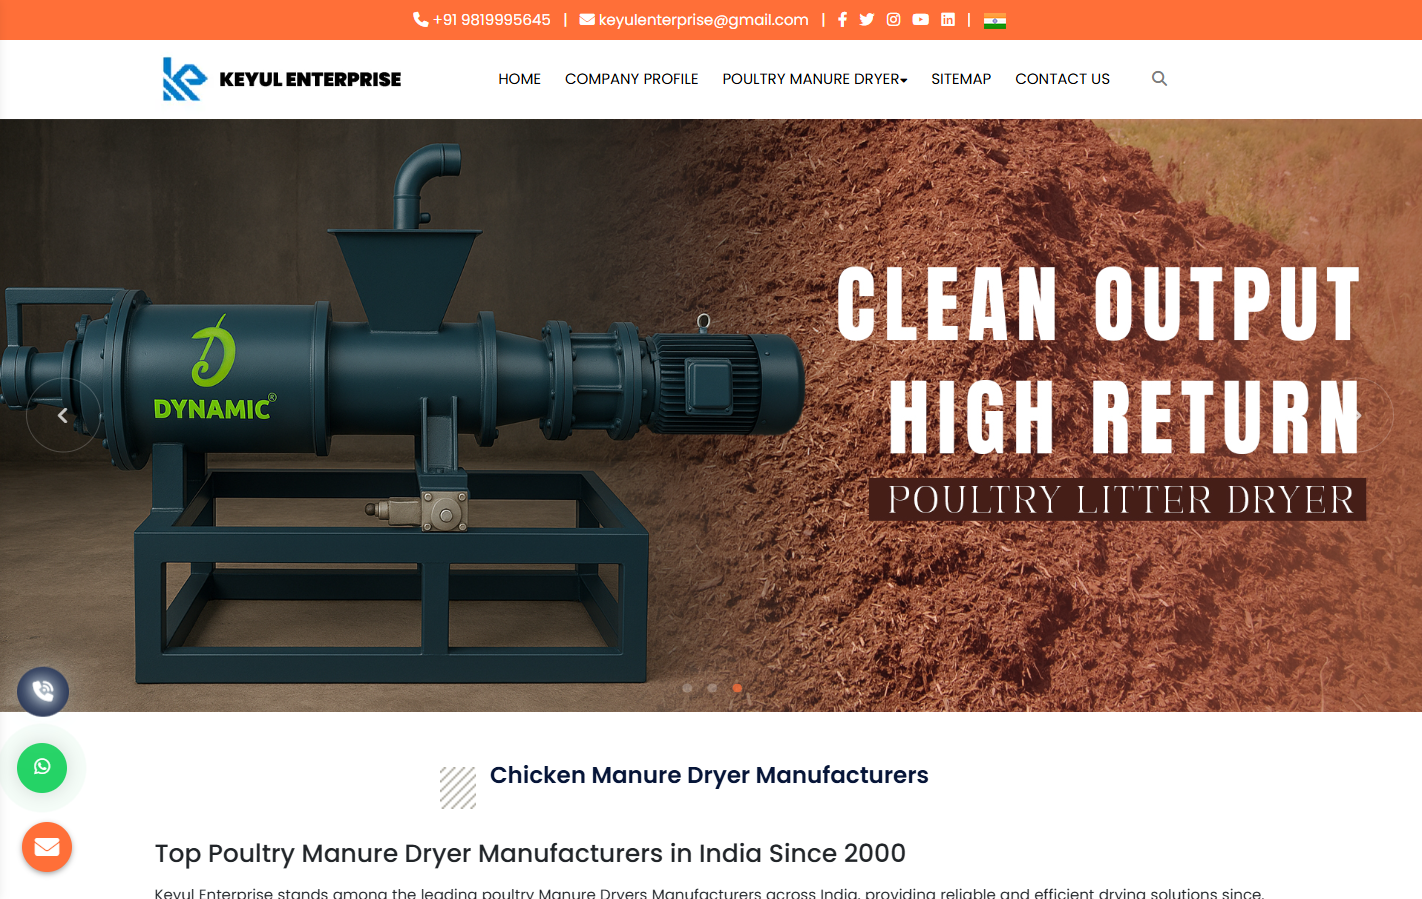 +91 9819995645 | keyulenterprise@gmail.com | |
KEYUL ENTERPRISE
HOME COMPANY PROFILE POULTRY MANURE DRYER SITEMAP CONTACT US
CLEAN OUTPUT
HIGH RETURN
POULTRY LITTER DRYER
DYNAMIC®
Chicken Manure Dryer Manufacturers
Top Poultry Manure Dryer Manufacturers in India Since 2000
Keyul Enterprise stands among the leading poultry Manure Dryers Manufacturers across India, providing reliable and efficient drying solutions since.